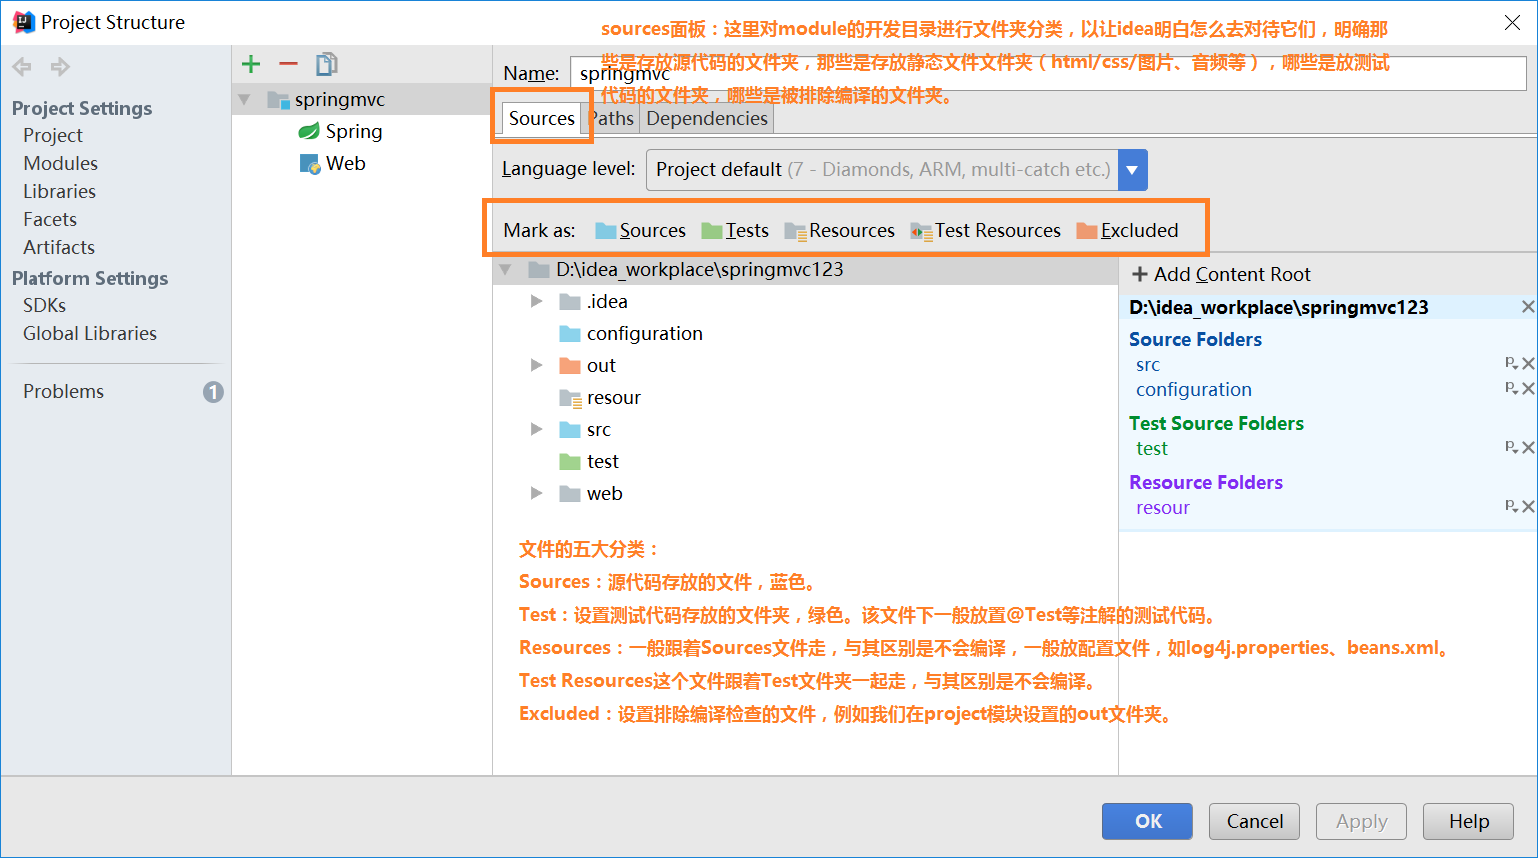 Project Structure
sources面板：这里对module的开发目录进行文件夹分类，以让idea明白怎么去对待它们，明确那
些是存放源代码的文件夹，那些是存放静态文件文件夹（html/css/图片、音频等），哪些是放测试
代码的文件夹，哪些是被排除编译的文件夹。
Project Settings
Project
Modules
Libraries
Facets
Artifacts
Platform Settings
SDKs
Global Libraries
Problems
1
springmvc
Spring
Web
Name: springmvc
Sources Paths Dependencies
Language level: Project default (7 - Diamonds, ARM, multi-catch etc.)
Mark as: Sources Tests Resources Test Resources Excluded
D:\idea_workplace\springmvc123
.idea
configuration
out
resour
src
test
web
Add Content Root
D:\idea_workplace\springmvc123
Source Folders
src
configuration
Test Source Folders
test
Resource Folders
resour
文件的五大分类：
Sources：源代码存放的文件，蓝色。
Test：设置测试代码存放的文件夹，绿色。该文件下一般放置@Test等注解的测试代码。
Resources：一般跟着Sources文件走，与其区别是不会编译，一般放配置文件，如log4j.properties、beans.xml。
Test Resources这个文件跟着Test文件夹一起走，与其区别是不会编译。
Excluded：设置排除编译检查的文件，例如我们在project模块设置的out文件夹。
OK Cancel Apply Help